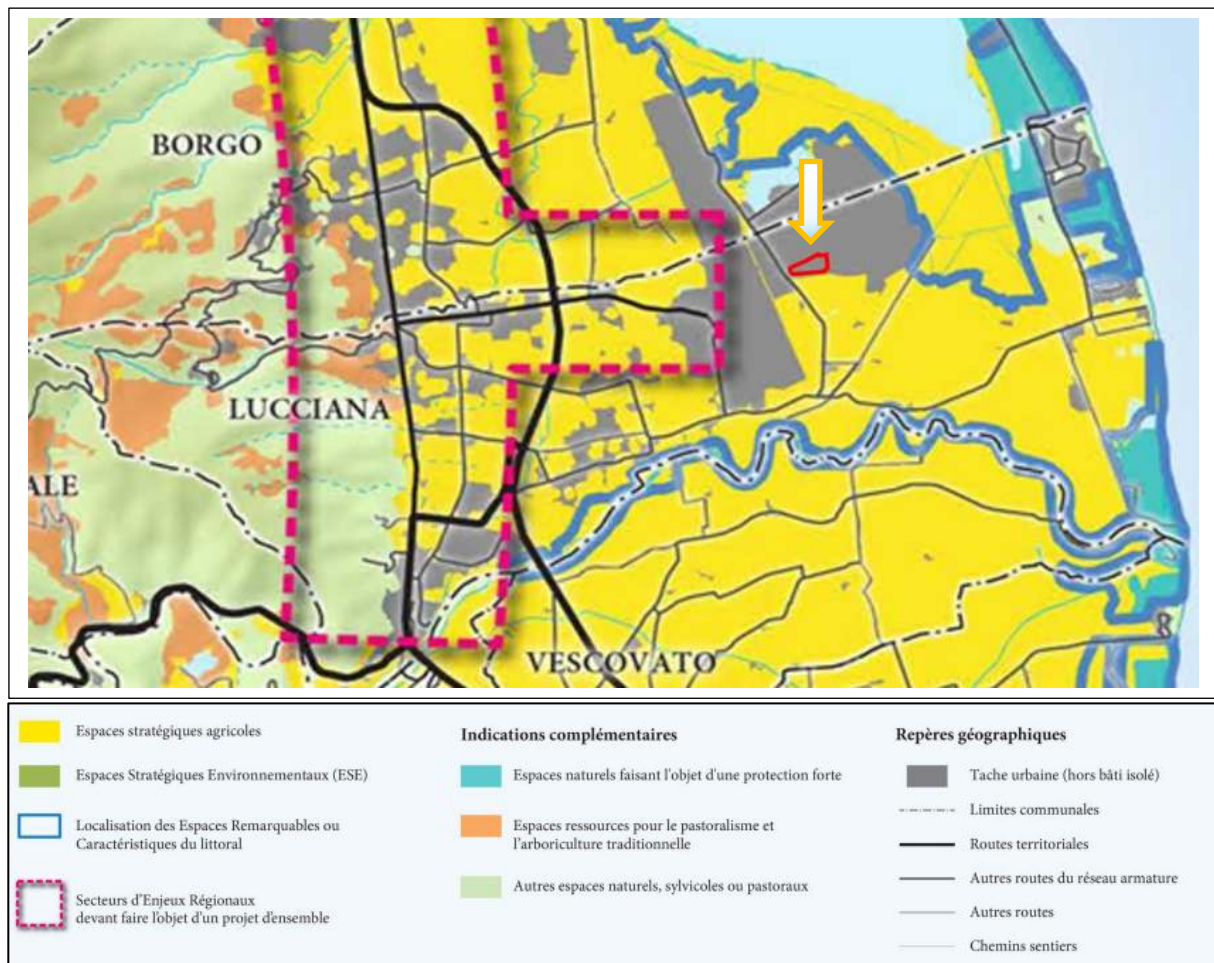 BORGO
LUCCIANA
ALE
VESCOVATO
Espaces stratégiques agricoles
Espaces Stratégiques Environnementaux (ESE)
Localisation des Espaces Remarquables ou
Caractéristiques du littoral
Secteurs d'Enjeux Régionaux
devant faire l'objet d'un projet d'ensemble
Indications complémentaires
Espaces naturels faisant l'objet d'une protection forte
Espaces ressources pour le pastoralisme et
l'arboriculture traditionnelle
Autres espaces naturels, sylvicoles ou pastoraux
Repères géographiques
Tache urbaine (hors bâti isolé)
Limites communales
Routes territoriales
Autres routes du réseau armature
Autres routes
Chemins sentiers